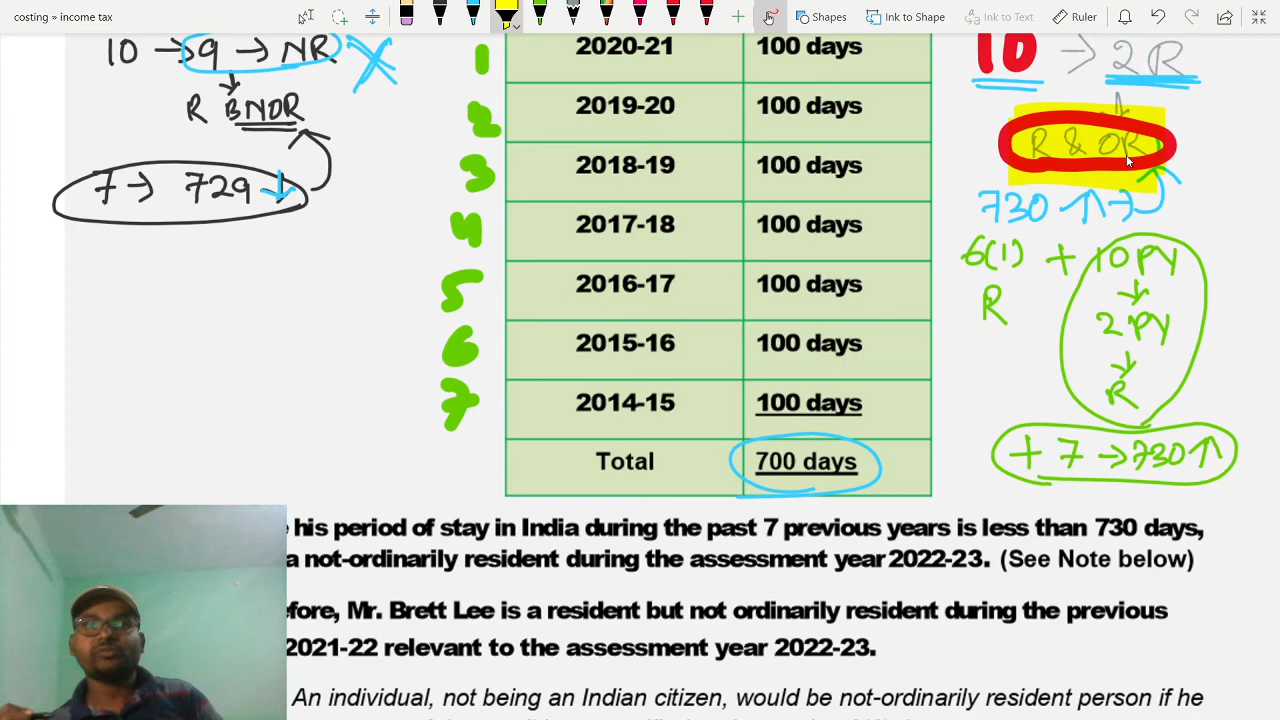 costing » income tax
Shapes
Ink to Shape
Ink to Text
Ruler
10 → 9 → NR
R BNOR
7 → 729 ↓
1
2
3
4
5
6
7
2020-21 100 days
2019-20 100 days
2018-19 100 days
2017-18 100 days
2016-17 100 days
2015-16 100 days
2014-15 100 days
Total 700 days
10 → 2 R
R & OR
730 ↑ 7
6(1) + 10 PY
R
2 PY
R
+ 7 → 730 ↑
his period of stay in India during the past 7 previous years is less than 730 days,
a not-ordinarily resident during the assessment year 2022-23. (See Note below)
efore, Mr. Brett Lee is a resident but not ordinarily resident during the previous
2021-22 relevant to the assessment year 2022-23.
An individual, not being an Indian citizen, would be not-ordinarily resident person if he